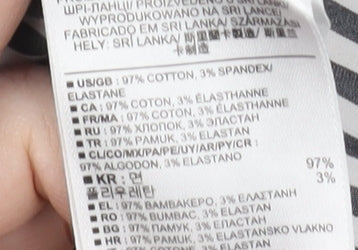 ШРИ-ЛАНЦИ/ PROIZVEDENO U SRI LANKI/
WYPRODUKOWANO NA SRI LANCE/
FABRICADO EM SRI LANKA/ SZÁRMAZÁSI
HELY: SRÍ LANKA/ 斯里蘭卡製造/ 斯里兰
卡制造
■ US/GB : 97% COTTON, 3% SPANDEX/
ELASTANE
■ CA : 97% COTON, 3% ÉLASTHANNE
■ FR/MA : 97% COTON, 3% ÉLASTHANNE
■ RU : 97% ХЛОПОК, 3% ЭЛАСТАН
■ TR : 97% PAMUK, 3% ELASTAN
■ CL/CO/MX/PA/PE/UY/AR/PY/CR :
97% ALGODON, 3% ELASTANO
■ KR : 면 97%
폴리우레탄 3%
■ EL : 97% ΒΑΜΒΑΚΕΡΟ, 3% ΕΛΑΣΤΑΝΗ
■ RO : 97% BUMBAC, 3% ELASTAN
■ BG : 97% ПАМУК, 3% ЕЛАСТАН
■ HR : 97% PAMUK, 3% ELASTANSKO VLAKNO